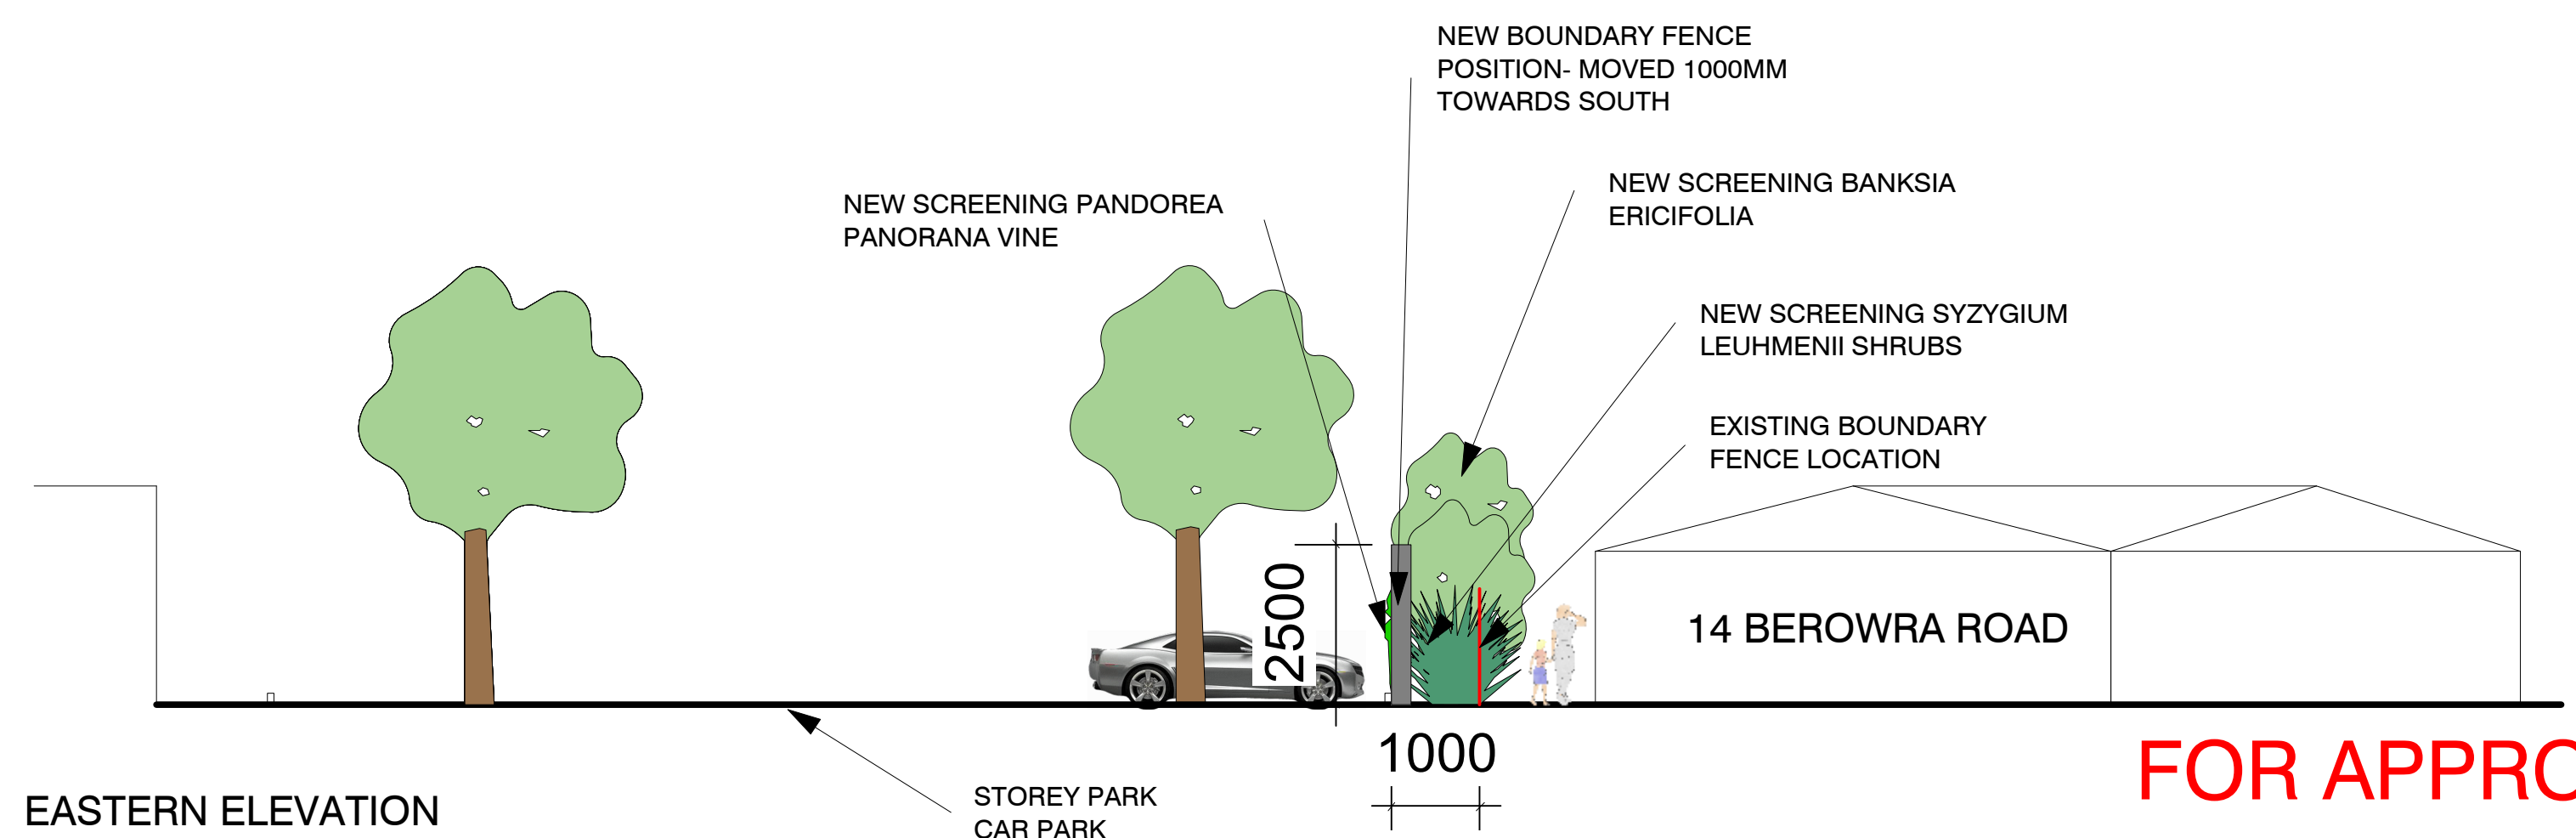 NEW BOUNDARY FENCE
POSITION- MOVED 1000MM
TOWARDS SOUTH
NEW SCREENING PANDOREA
PANORANA VINE
NEW SCREENING BANKSIA
ERICIFOLIA
NEW SCREENING SYZYGIUM
LEUHMENII SHRUBS
EXISTING BOUNDARY
FENCE LOCATION
2500
14 BEROWRA ROAD
1000
FOR APPRO
STOREY PARK
CAR PARK
EASTERN ELEVATION